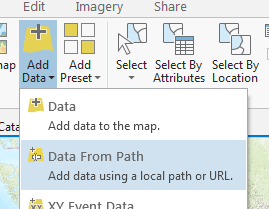 Edit Imagery Share
map Add Data Add Preset Select Select By Attributes Select By Location
Data
Add data to the map.
Data From Path
Add data using a local path or URL.
XY Event Data